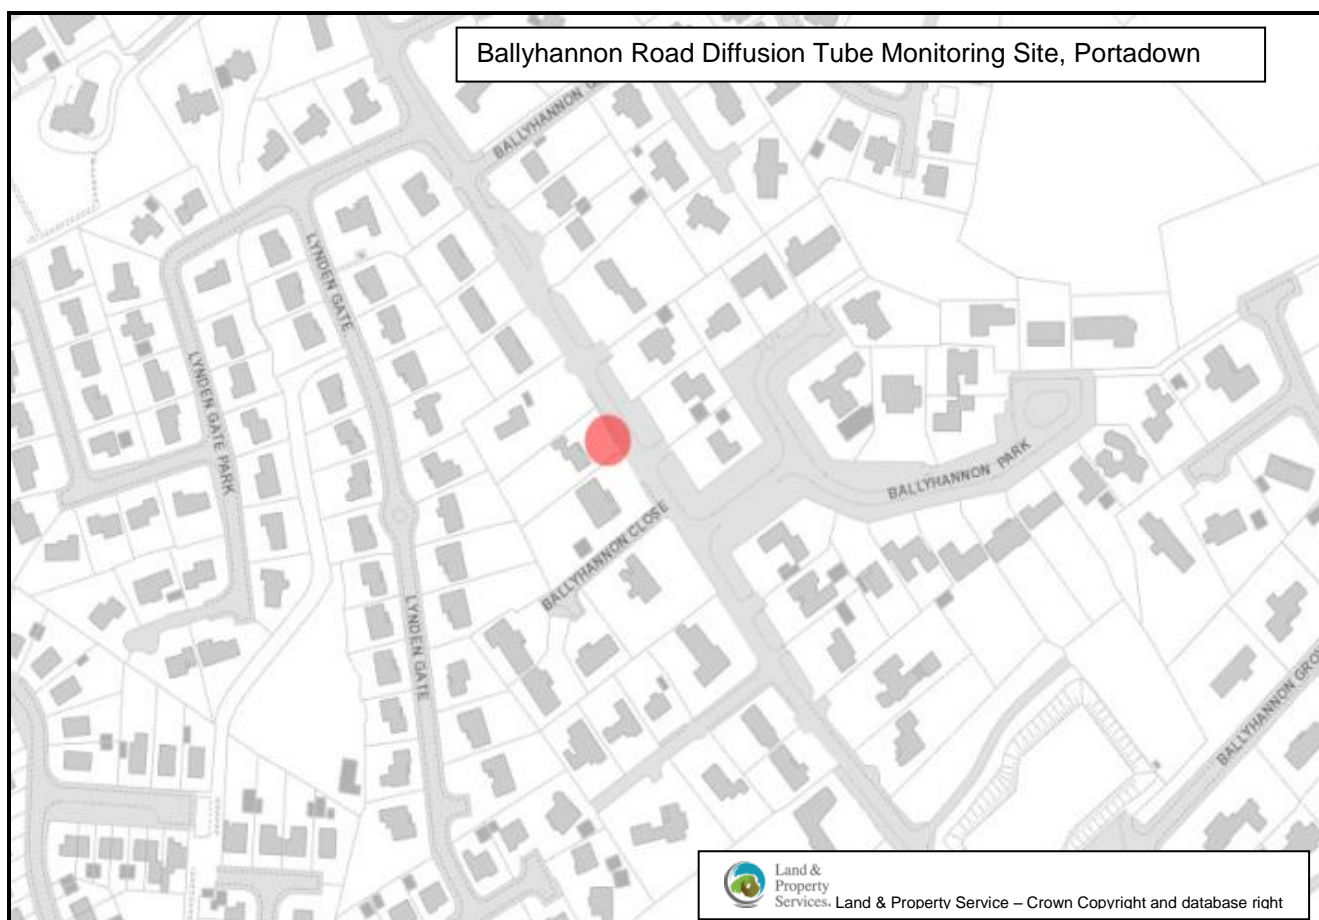 Ballyhannon Road Diffusion Tube Monitoring Site, Portadown
BALLYHANNON
LYNDEN GATE
LYNDEN GATE PARK
BALLYHANNON PARK
BALLYHANNON CLOSE
LYNDEN GATE
BALLYHANNON
Land &
Property
Services. Land & Property Service – Crown Copyright and database right